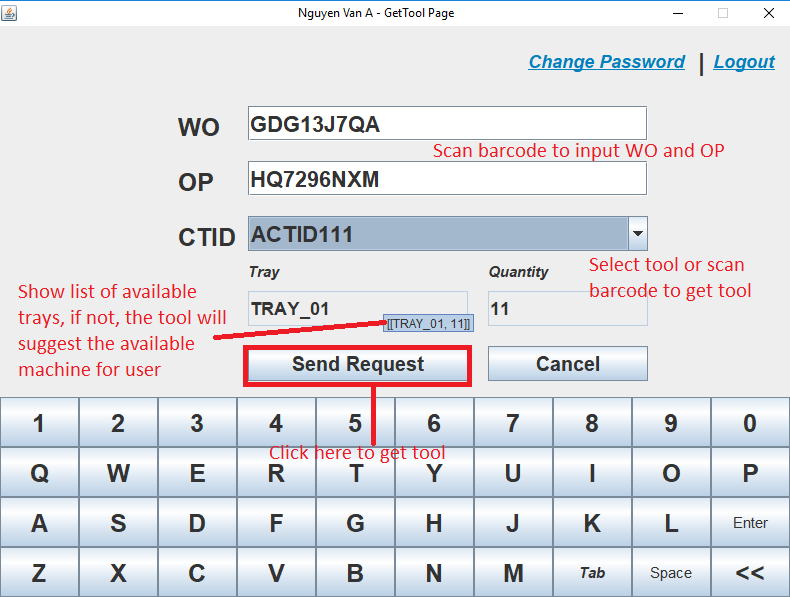 Nguyen Van A - GetTool Page
Change Password | Logout
WO
GDG13J7QA
Scan barcode to input WO and OP
OP
HQ7296NXM
CTID
ACTID111
Tray
Quantity
Select tool or scan
barcode to get tool
Show list of available
trays, if not, the tool will
suggest the available
machine for user
TRAY_01
[[TRAY_01, 11]]
11
Send Request
Cancel
1 2 3 4 5 6 7 8 9 0
Click here to get tool
Q W E R T Y U I O P
A S D F G H J K L Enter
Z X C V B N M Tab Space <<